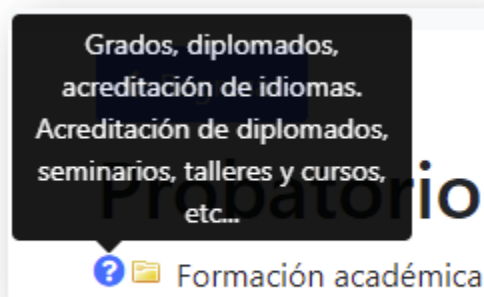 Grados, diplomados,
acreditación de idiomas.
Acreditación de diplomados,
seminarios, talleres y cursos,
etc...
Probatorio
Formación académica